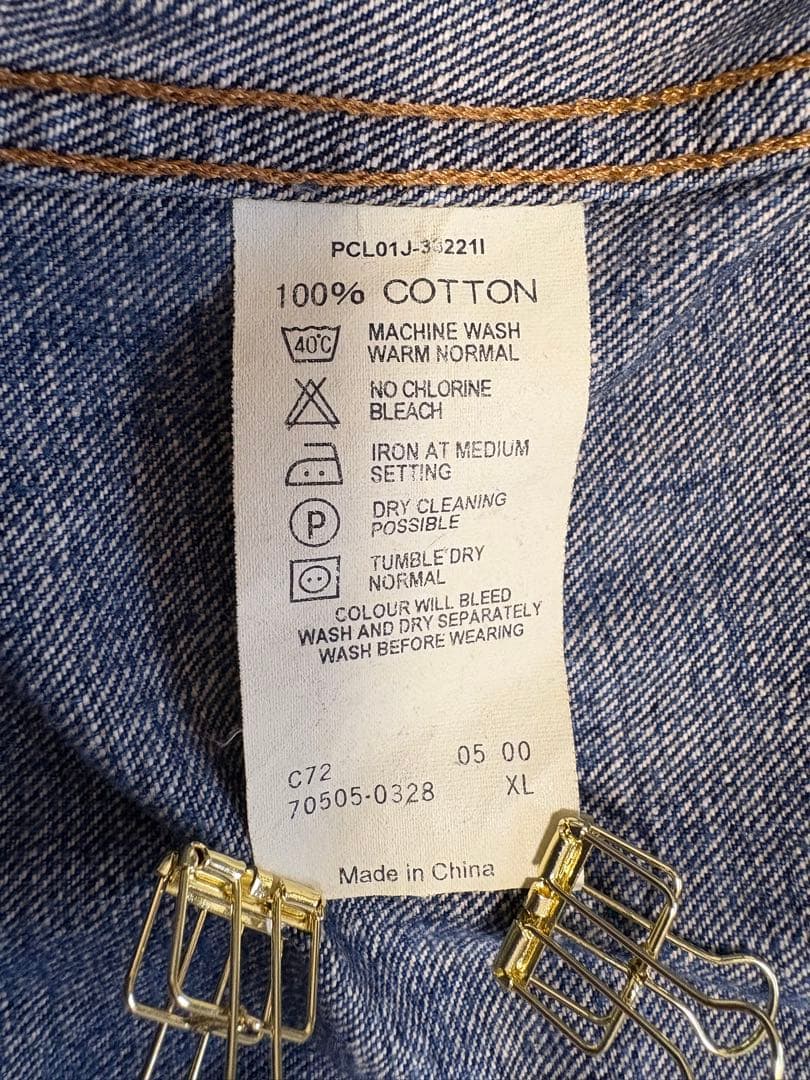 100% COTTON
40°C MACHINE WASH
WARM NORMAL
NO CHLORINE
BLEACH
IRON AT MEDIUM
SETTING
P DRY CLEANING
POSSIBLE
TUMBLE DRY
NORMAL
COLOUR WILL BLEED
WASH AND DRY SEPARATELY
WASH BEFORE WEARING
C72 05 00
70505-0328 XL
Made in China